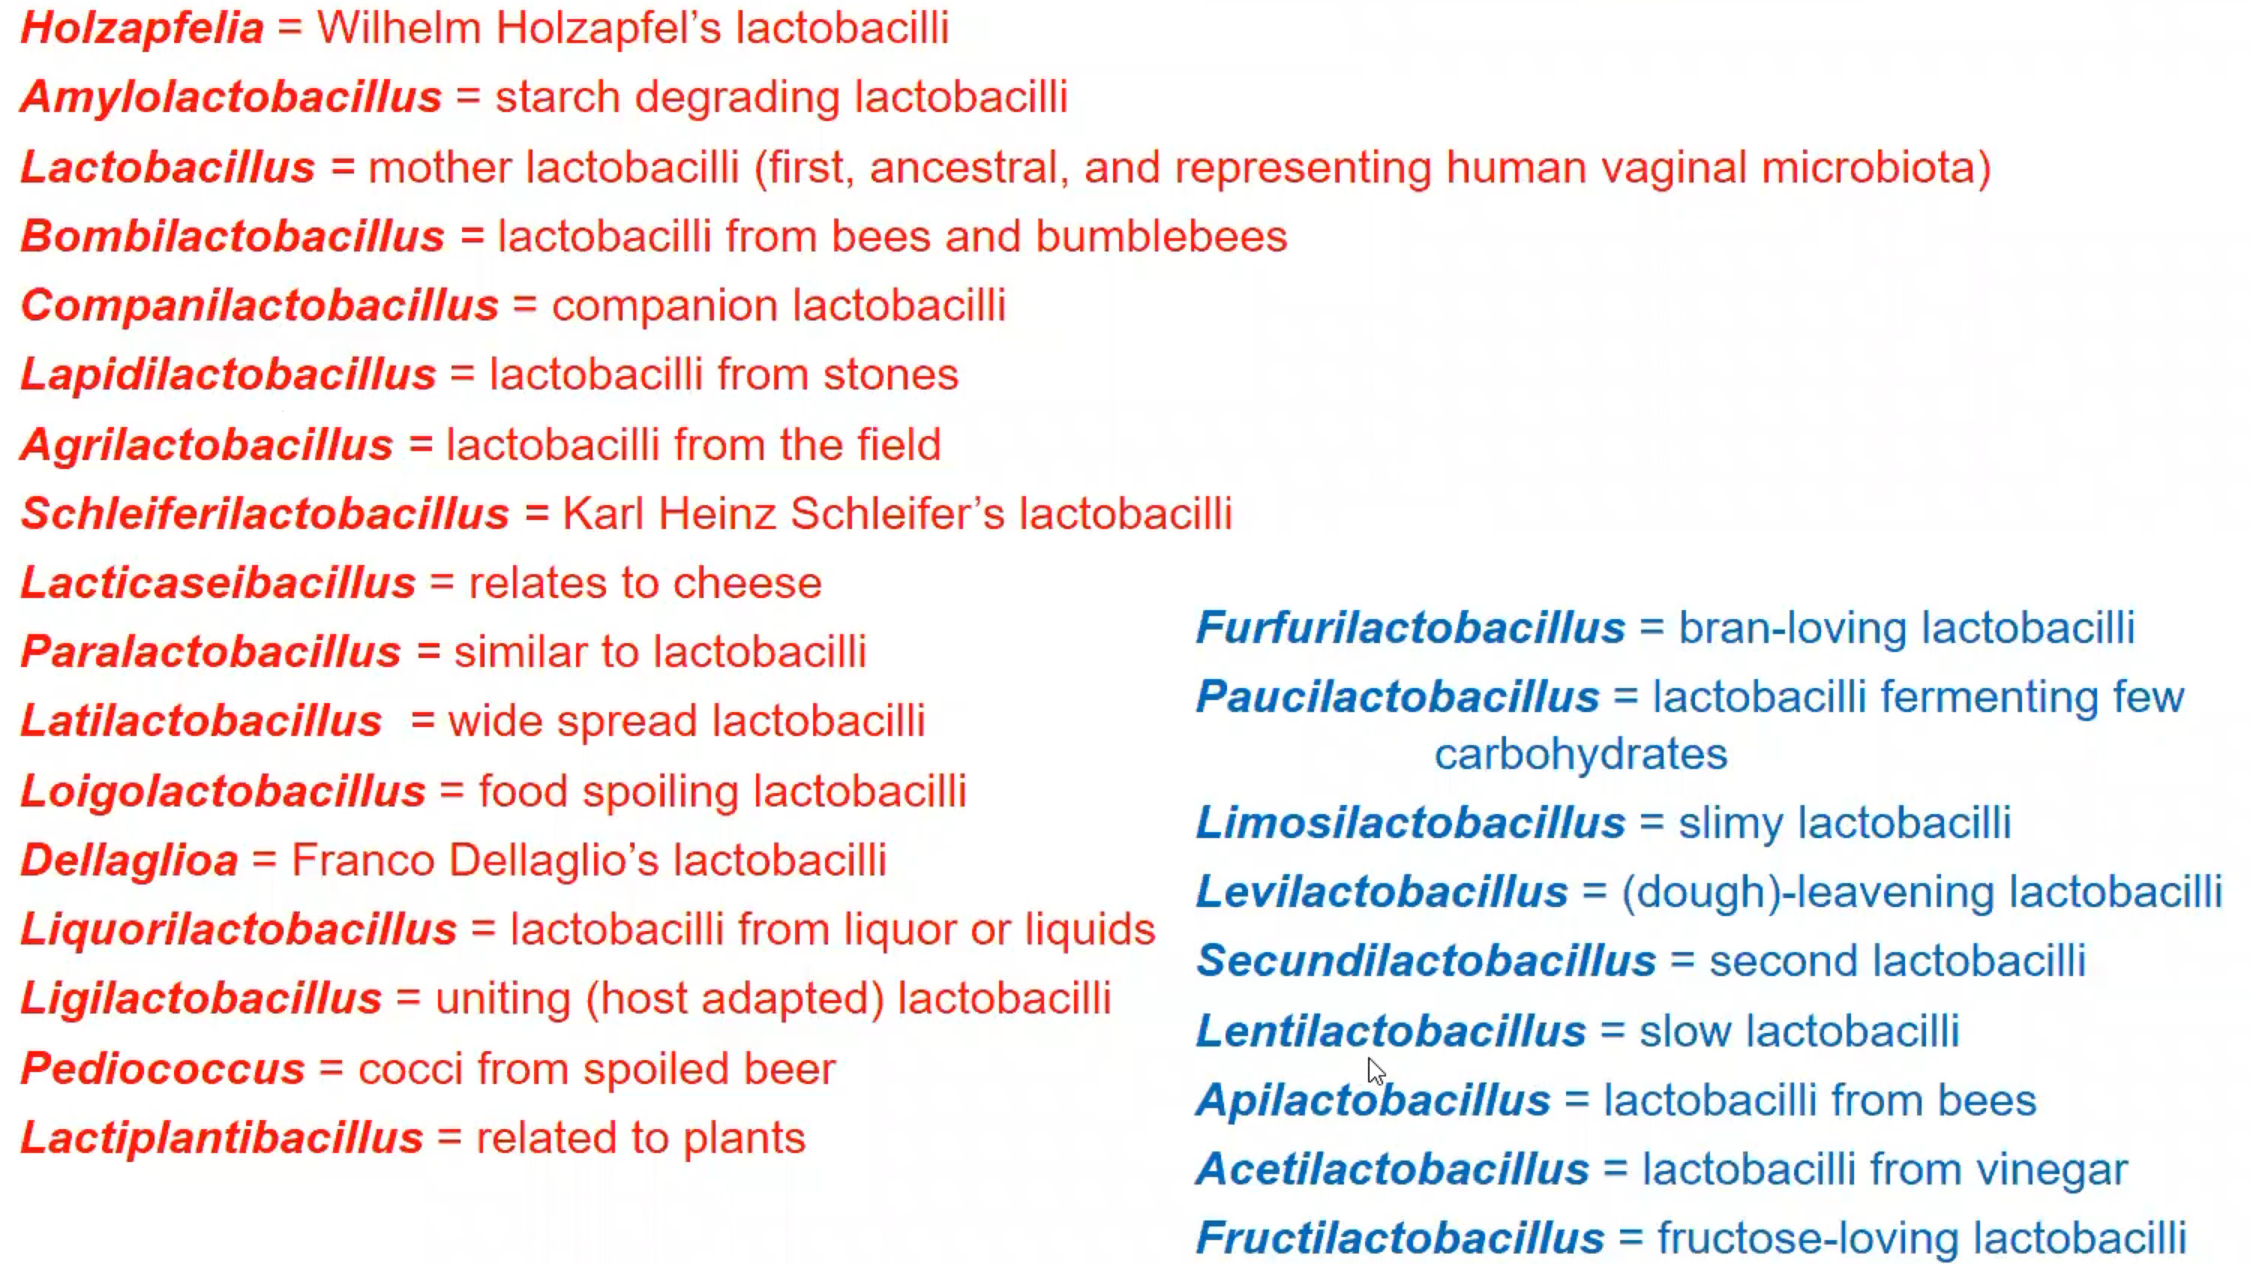 Holzapfelia = Wilhelm Holzapfel's lactobacilli
Amylolactobacillus = starch degrading lactobacilli
Lactobacillus = mother lactobacilli (first, ancestral, and representing human vaginal microbiota)
Bombilactobacillus = lactobacilli from bees and bumblebees
Companilactobacillus = companion lactobacilli
Lapidilactobacillus = lactobacilli from stones
Agrilactobacillus = lactobacilli from the field
Schleiferilactobacillus = Karl Heinz Schleifer's lactobacilli
Lacticaseibacillus = relates to cheese
Paralactobacillus = similar to lactobacilli
Latilactobacillus = wide spread lactobacilli
Loigolactobacillus = food spoiling lactobacilli
Dellaglioa = Franco Dellaglio's lactobacilli
Liquorilactobacillus = lactobacilli from liquor or liquids
Ligilactobacillus = uniting (host adapted) lactobacilli
Pediococcus = cocci from spoiled beer
Lactiplantibacillus = related to plants
Furfurilactobacillus = bran-loving lactobacilli
Paucilactobacillus = lactobacilli fermenting few
carbohydrates
Limosilactobacillus = slimy lactobacilli
Levilactobacillus = (dough)-leavening lactobacilli
Secundilactobacillus = second lactobacilli
Lentilactobacillus = slow lactobacilli
Apilactobacillus = lactobacilli from bees
Acetilactobacillus = lactobacilli from vinegar
Fructilactobacillus = fructose-loving lactobacilli